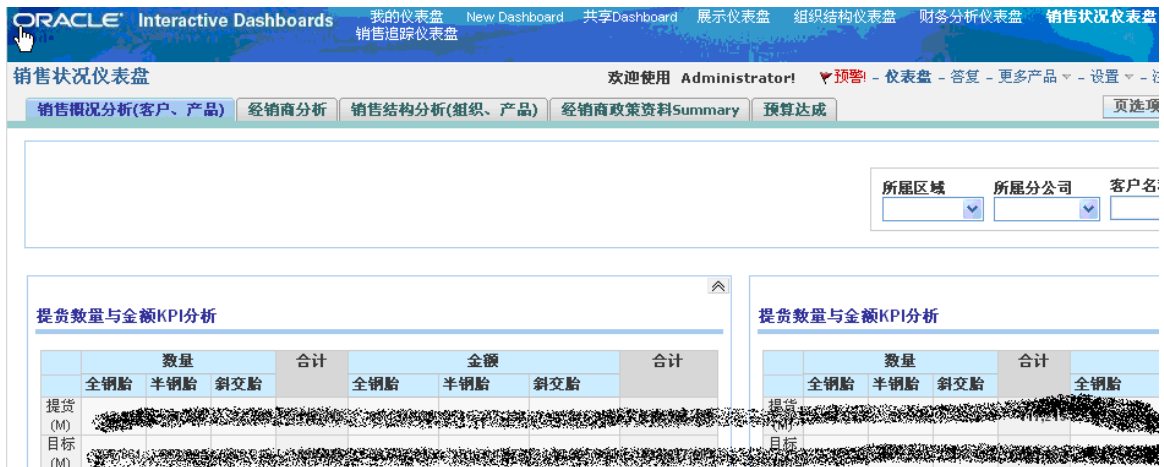 ORACLE Interactive Dashboards 我的仪表盘 New Dashboard 共享Dashboard 展示仪表盘 组织结构仪表盘 财务分析仪表盘 销售状况仪表盘
销售追踪仪表盘
销售状况仪表盘 欢迎使用 Administrator! 预警! - 仪表盘 - 答复 - 更多产品 - 设置 -
销售概况分析(客户、产品) 经销商分析 销售结构分析(组织、产品) 经销商政策资料Summary 预算达成 页选项
所属区域 所属分公司 客户名
提货数量与金额KPI分析 提货数量与金额KPI分析
数量 合计 金额 合计 数量 合计
全钢胎 半钢胎 斜交胎 全钢胎 半钢胎 斜交胎 全钢胎 半钢胎 斜交胎 全钢胎
提货 提货
(M) (M)
目标 目标
(M) (M)